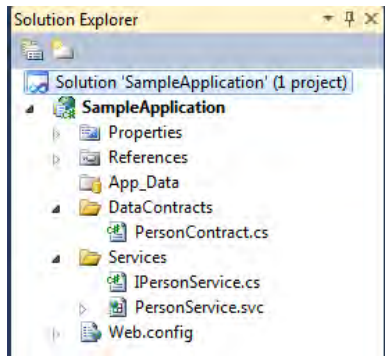 Solution Explorer
Solution 'SampleApplication' (1 project)
SampleApplication
Properties
References
App_Data
DataContracts
PersonContract.cs
Services
IPersonService.cs
PersonService.svc
Web.config